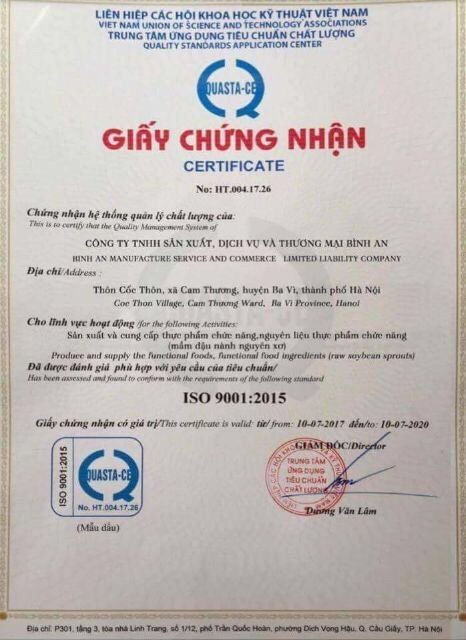 LIÊN HIỆP CÁC HỘI KHOA HỌC KỸ THUẬT VIỆT NAM
VIET NAM UNION OF SCIENCE AND TECHNOLOGY ASSOCIATIONS
TRUNG TÂM ỨNG DỤNG TIÊU CHUẨN CHẤT LƯỢNG
QUALITY STANDARDS APPLICATION CENTER
QUASTA-CE
GIẤY CHỨNG NHẬN
CERTIFICATE
No: HT.004.17.26
Chứng nhận hệ thống quản lý chất lượng của:
This is to certify that the Quality Management System of
CÔNG TY TNHH SẢN XUẤT, DỊCH VỤ VÀ THƯƠNG MẠI BÌNH AN
BINH AN MANUFACTURE SERVICE AND COMMERCE LIMITED LIABILITY COMPANY
Địa chỉ/Address :
Thôn Cốc Thôn, xã Cam Thượng, huyện Ba Vì, thành phố Hà Nội
Coc Thon Village, Cam Thương Ward, Ba Vi Province, Hanoi
Cho lĩnh vực hoạt động /for the following Activities:
Sản xuất và cung cấp thực phẩm chức năng,nguyên liệu thực phẩm chức năng
(mầm đậu nành nguyên xơ)
Produce and supply the functional foods, functional food ingredients (raw soybean sprouts)
Đã được đánh giá phù hợp với yêu cầu của tiêu chuẩn/
Has been assessed and found to conform with the requirements of the following standard
ISO 9001:2015
Giấy chứng nhận có giá trị/This certificate is valid: từ/ from: 10-07-2017 đến/to: 10-07-2020
GIÁM ĐỐC/Director
ISO 9001:2015
QUASTA-CE
No. HT.004.17.26
(Mẫu dấu)
TRUNG TÂM
ỨNG DỤNG
TIÊU CHUẨN
CHẤT LƯỢNG
Dương Văn Lâm
Địa chỉ: P301, tầng 3, tòa nhà Linh Trang, số 1/12, phố Trần Quốc Hoàn, phường Dịch Vọng Hậu, Q. Cầu Giấy, TP. Hà Nội